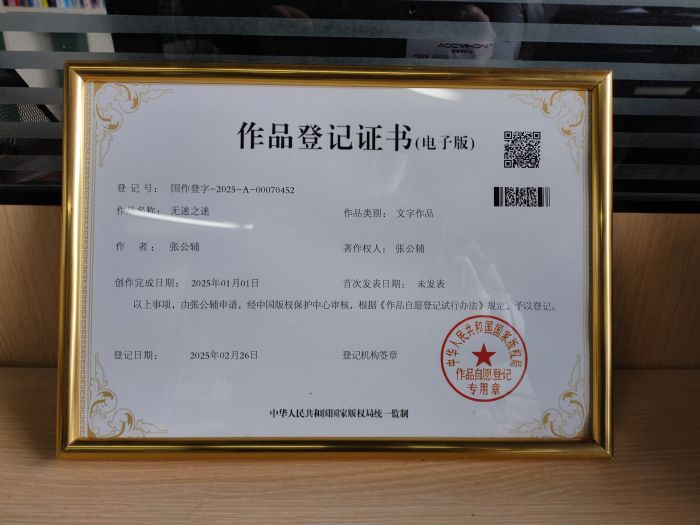 AOCVIKON
作品登记证书(电子版)
登 记 号: 国作登字-2025-A-00070452
作品名称: 无迷之迷 作品类别: 文字作品
作 者: 张公辅 著作权人: 张公辅
创作完成日期: 2025年01月01日 首次发表日期: 未发表
以上事项，由张公辅申请，经中国版权保护中心审核，根据《作品自愿登记试行办法》规定，予以登记。
登记日期: 2025年02月26日 登记机构签章
中华人民共和国国家版权局
作品自愿登记
专用章
中华人民共和国国家版权局统一监制